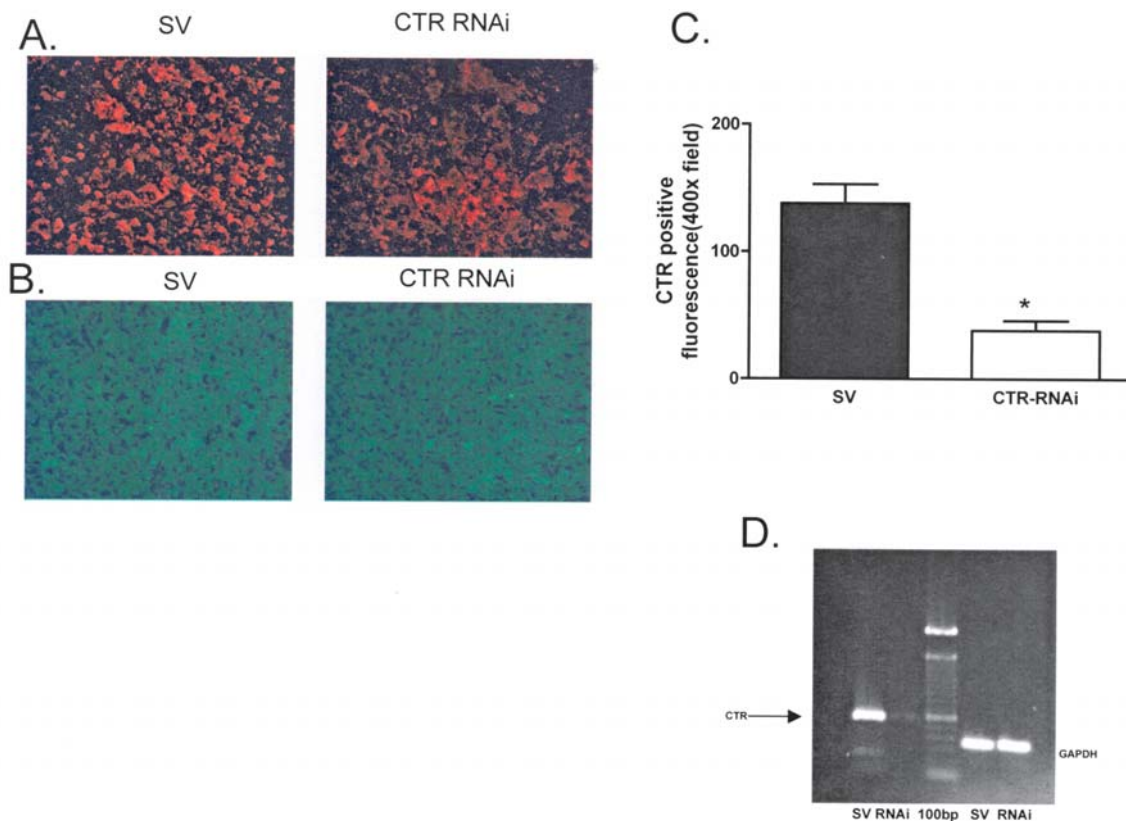 A.
SV
CTR RNAi
B.
SV
CTR RNAi
C.
CTR positive
fluorescence(400x field)
200
100
0
*
SV
CTR-RNAi
D.
CTR
GAPDH
SV RNAi 100bp SV RNAi